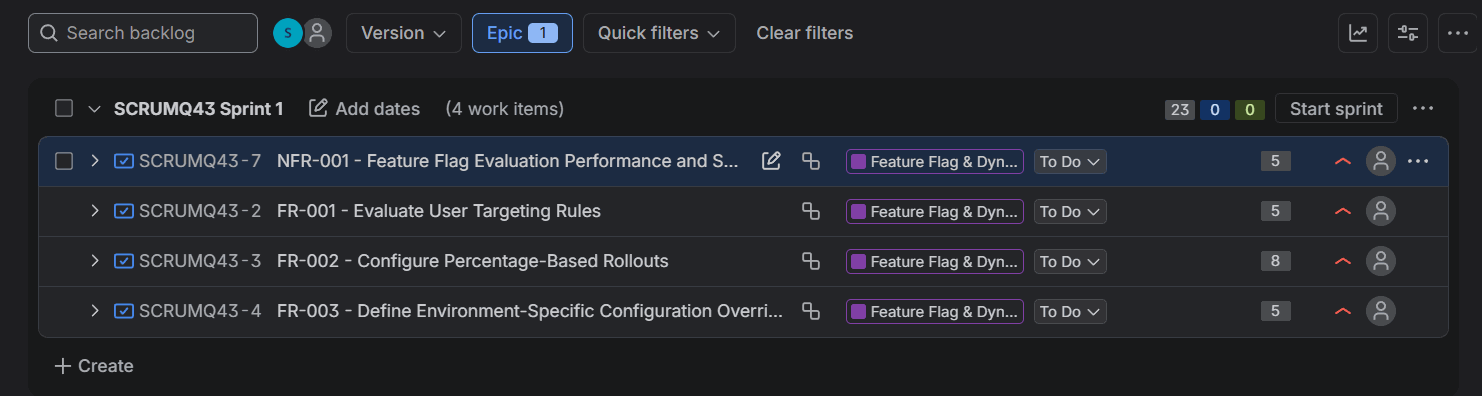 Search backlog S Version Epic 1 Quick filters Clear filters
SCRUMQ43 Sprint 1 Add dates (4 work items) 23 0 0 Start sprint
SCRUMQ43-7 NFR-001 - Feature Flag Evaluation Performance and S... Feature Flag & Dyn... To Do 5
SCRUMQ43-2 FR-001 - Evaluate User Targeting Rules Feature Flag & Dyn... To Do 5
SCRUMQ43-3 FR-002 - Configure Percentage-Based Rollouts Feature Flag & Dyn... To Do 8
SCRUMQ43-4 FR-003 - Define Environment-Specific Configuration Overri... Feature Flag & Dyn... To Do 5
Create